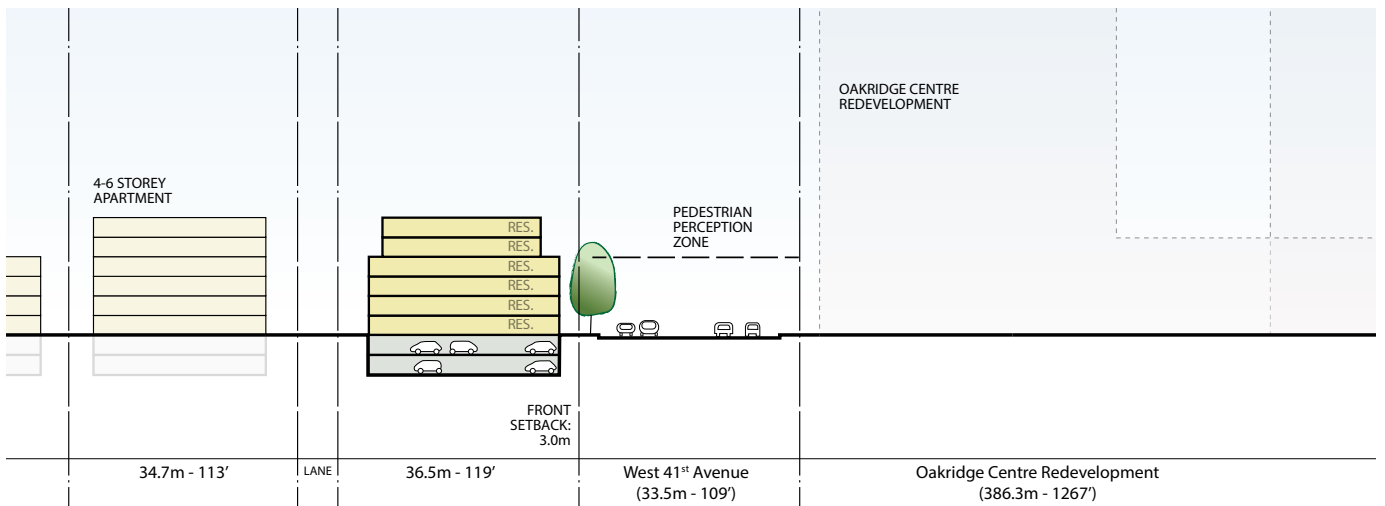 OAKRIDGE CENTRE
REDEVELOPMENT
4-6 STOREY
APARTMENT
PEDESTRIAN
PERCEPTION
ZONE
RES.
RES.
RES.
RES.
RES.
RES.
FRONT
SETBACK:
3.0m
34.7m - 113'
LANE
36.5m - 119'
West 41st Avenue
(33.5m - 109')
Oakridge Centre Redevelopment
(386.3m - 1267')